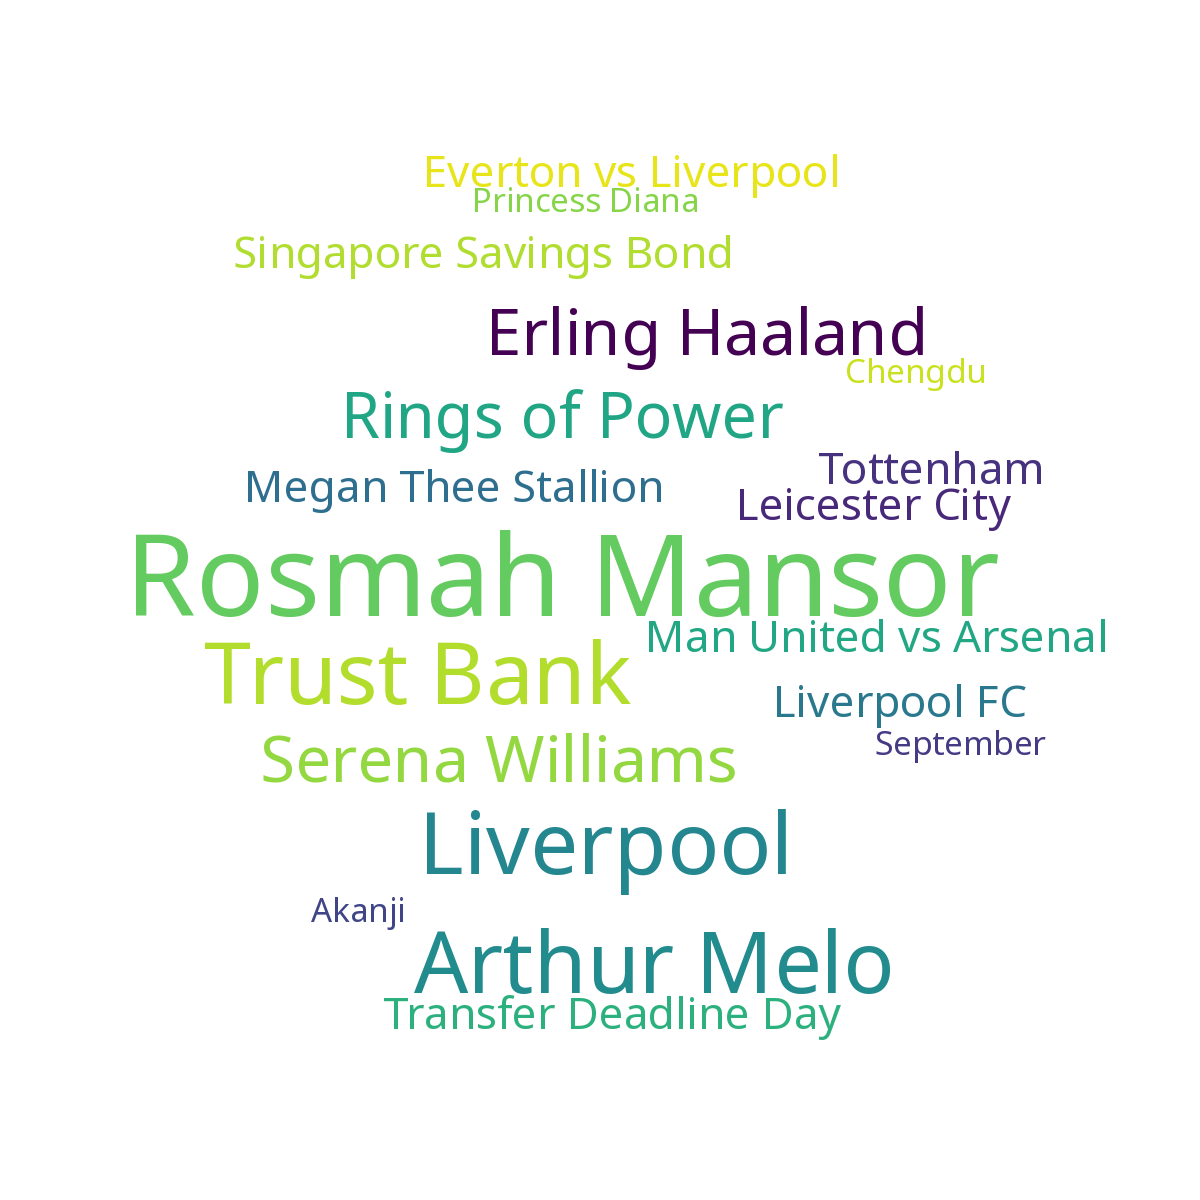 Everton vs Liverpool
Princess Diana
Singapore Savings Bond
Erling Haaland
Chengdu
Rings of Power
Tottenham
Megan Thee Stallion
Leicester City
Rosmah Mansor
Man United vs Arsenal
Trust Bank
Liverpool FC
September
Serena Williams
Liverpool
Akanji
Arthur Melo
Transfer Deadline Day